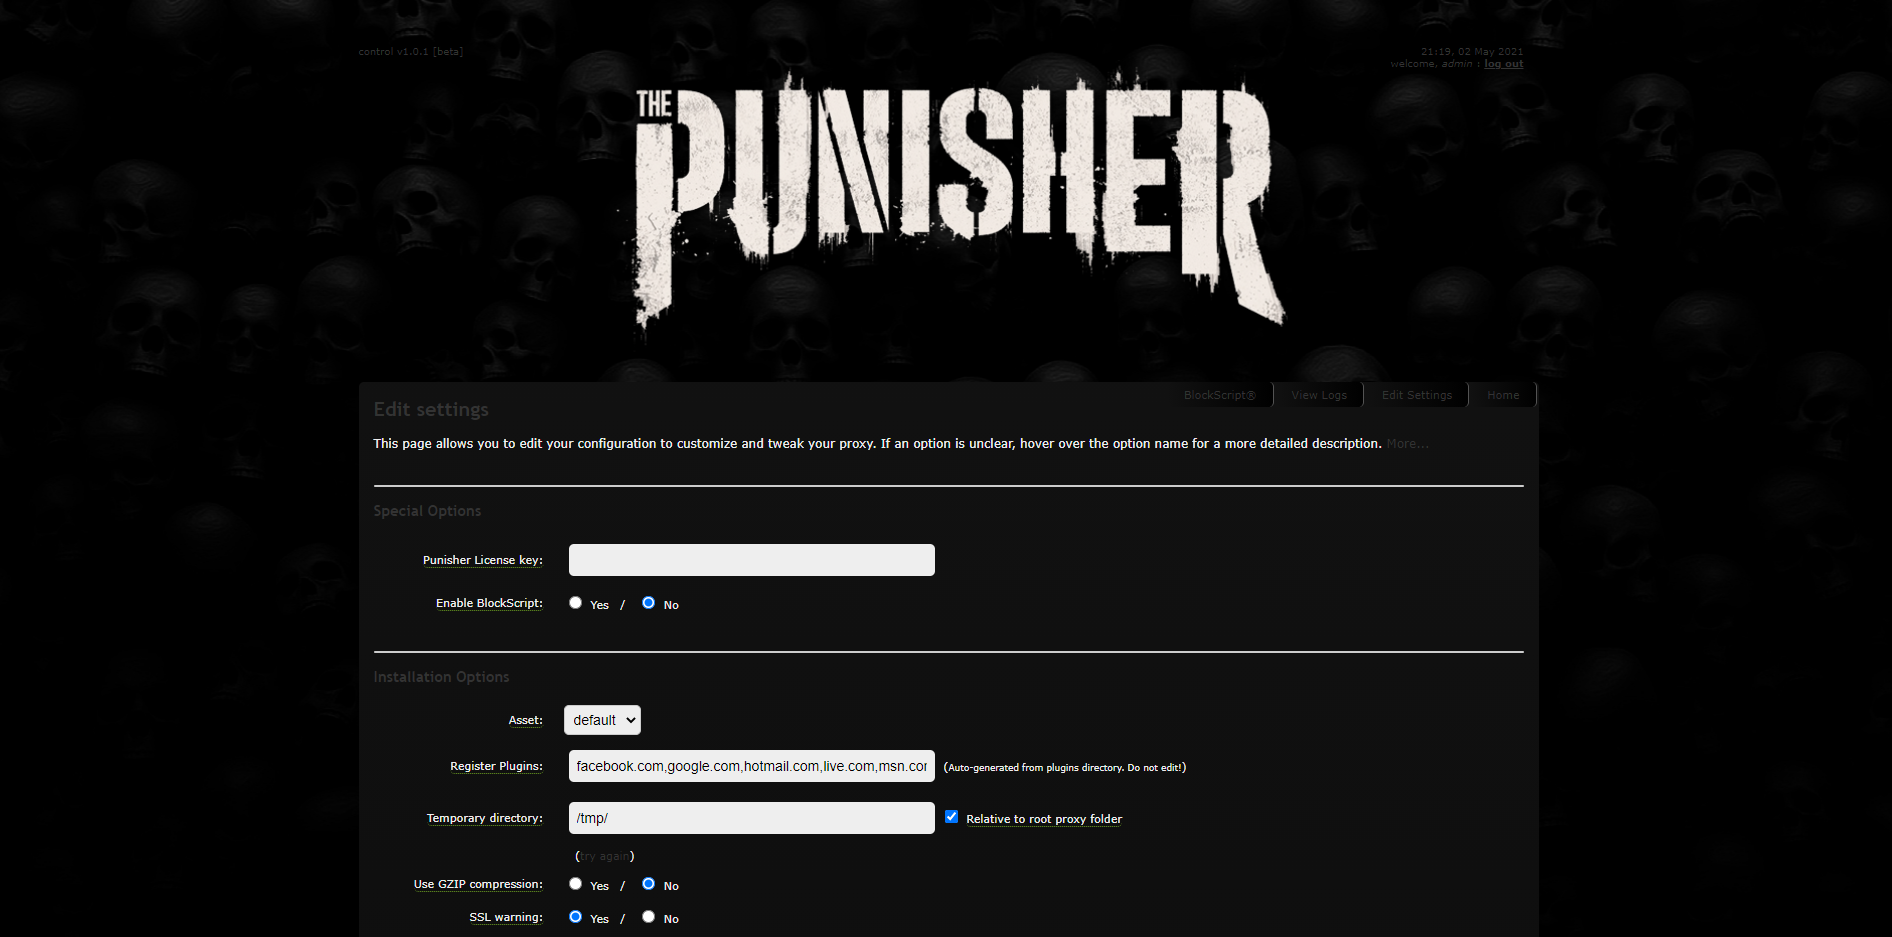 control v1.0.1 [beta]
21:19, 02 May 2021
welcome, admin : log out
THE PUNISHER
BlockScript® View Logs Edit Settings Home
Edit settings
This page allows you to edit your configuration to customize and tweak your proxy. If an option is unclear, hover over the option name for a more detailed description. More...
Special Options
Punisher License key:
Enable BlockScript: Yes / No
Installation Options
Asset: default
Register Plugins: facebook.com,google.com,hotmail.com,live.com,msn.cor (Auto-generated from plugins directory. Do not edit!)
Temporary directory: /tmp/ Relative to root proxy folder
(try again)
Use GZIP compression: Yes / No
SSL warning: Yes / No